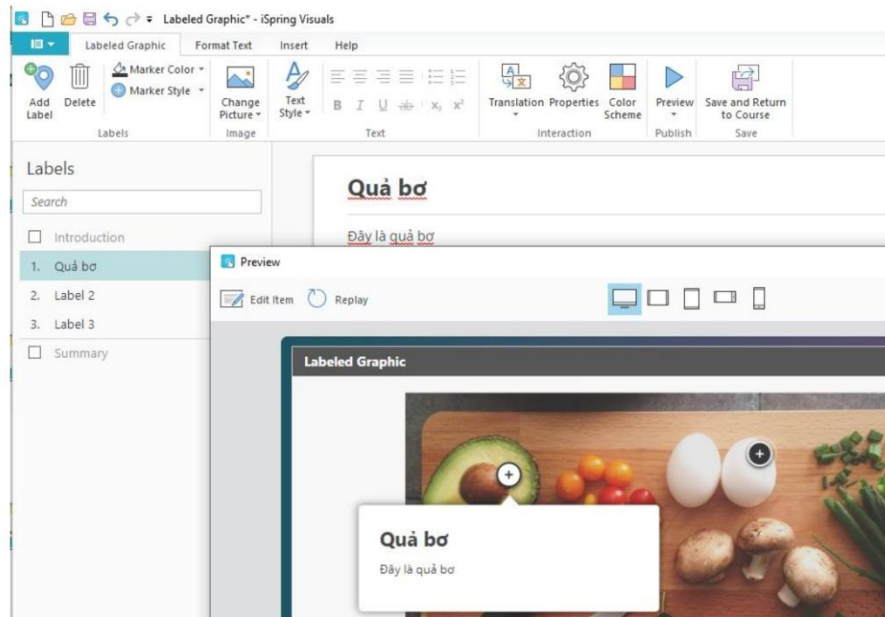 Labeled Graphic* - iSpring Visuals
Labeled Graphic Format Text Insert Help
Add Label
Delete
Marker Color
Marker Style
Labels
Change Picture
Image
Text Style
B I U ab x₂ x²
Text
Translation
Properties
Color Scheme
Interaction
Preview
Publish
Save and Return to Course
Save
Labels
Search
Introduction
1. Quả bơ
2. Label 2
3. Label 3
Summary
Quả bơ
Đây là quả bơ
Preview
Edit Item
Replay
Labeled Graphic
Quả bơ
Đây là quả bơ